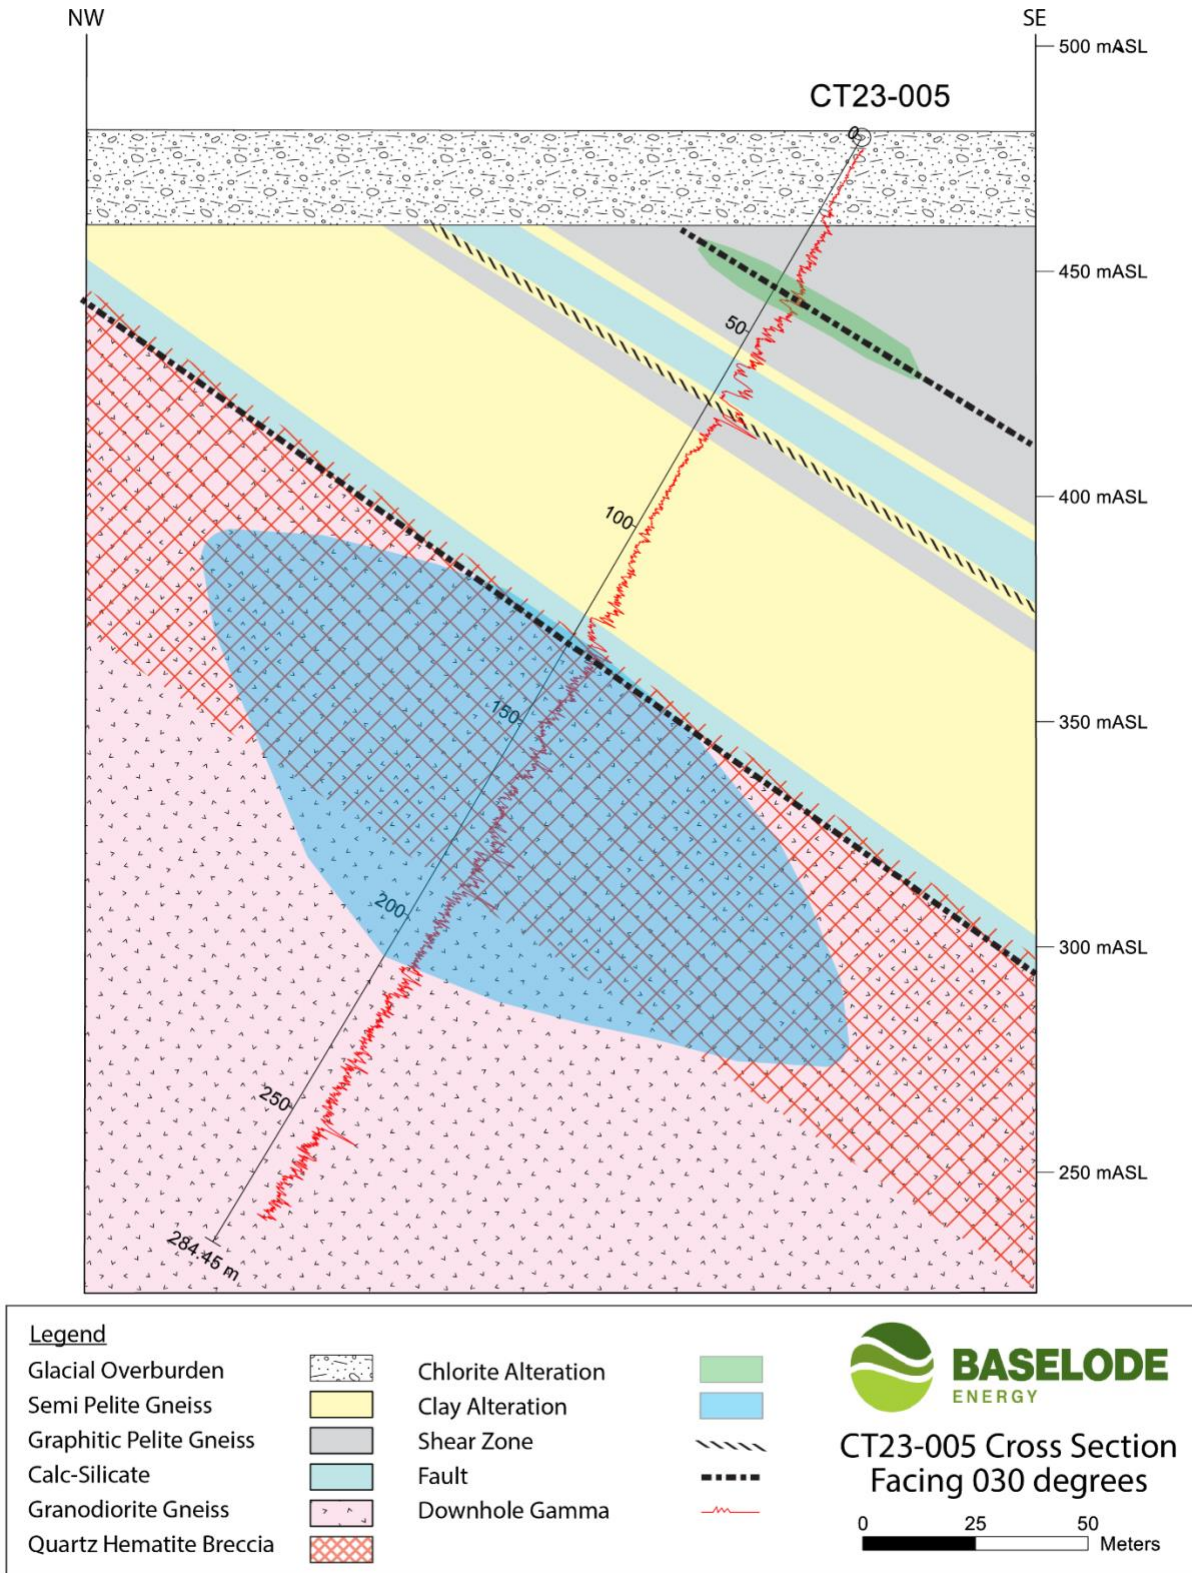 NW
SE
500 mASL
CT23-005
0
450 mASL
50
400 mASL
100
350 mASL
150
200
300 mASL
250
250 mASL
284.45 m
Legend
Glacial Overburden
Semi Pelite Gneiss
Graphitic Pelite Gneiss
Calc-Silicate
Granodiorite Gneiss
Quartz Hematite Breccia
Chlorite Alteration
Clay Alteration
Shear Zone
Fault
Downhole Gamma
BASELODE
ENERGY
CT23-005 Cross Section
Facing 030 degrees
0 25 50
Meters